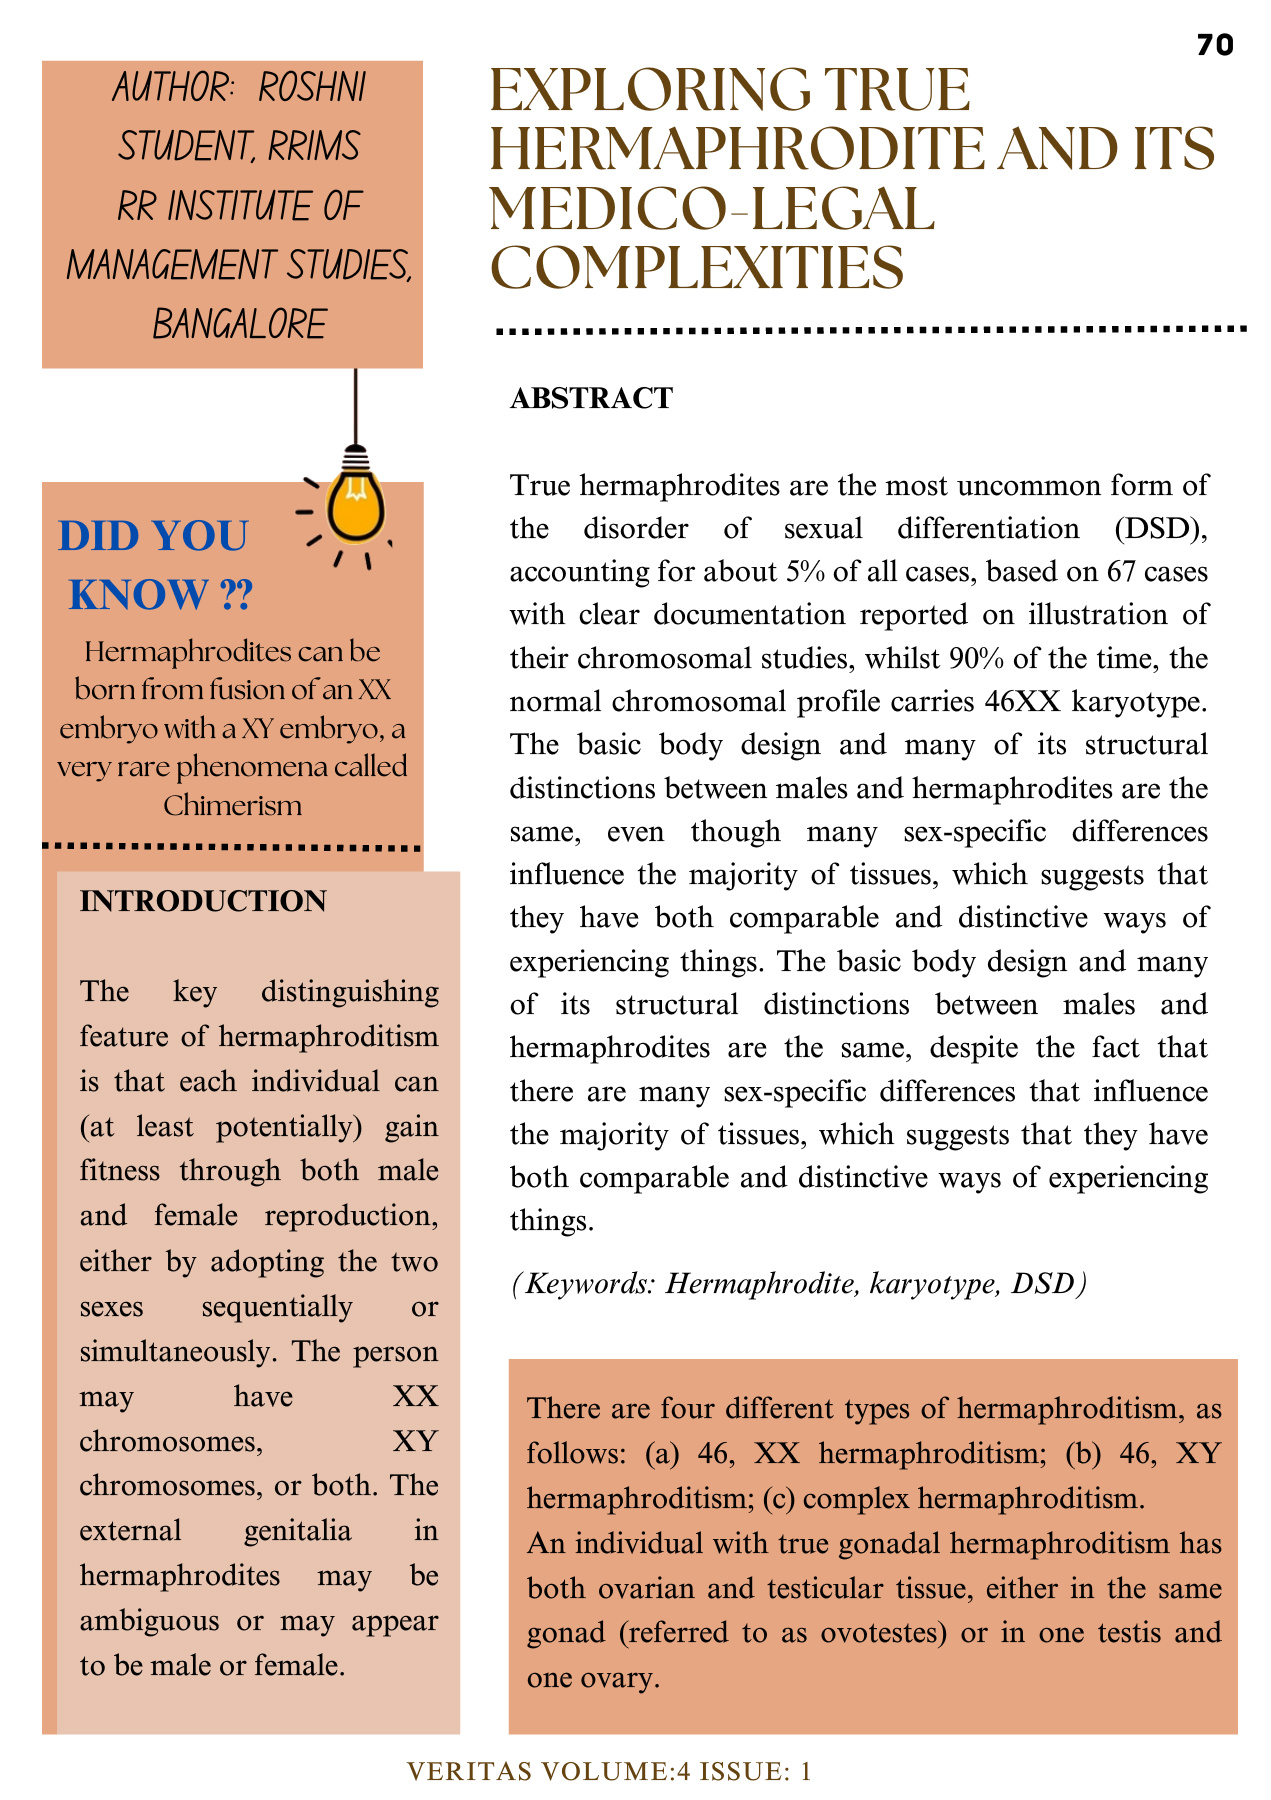 70
AUTHOR: ROSHNI
STUDENT, RRIMS
RR INSTITUTE OF
MANAGEMENT STUDIES,
BANGALORE
EXPLORING TRUE
HERMAPHRODITE AND ITS
MEDICO-LEGAL
COMPLEXITIES
DID YOU
KNOW ??
Hermaphrodites can be
born from fusion of an XX
embryo with a XY embryo, a
very rare phenomena called
Chimerism
INTRODUCTION
The key distinguishing
feature of hermaphroditism
is that each individual can
(at least potentially) gain
fitness through both male
and female reproduction,
either by adopting the two
sexes sequentially or
simultaneously. The person
may have XX
chromosomes, XY
chromosomes, or both. The
external genitalia in
hermaphrodites may be
ambiguous or may appear
to be male or female.
ABSTRACT
True hermaphrodites are the most uncommon form of
the disorder of sexual differentiation (DSD),
accounting for about 5% of all cases, based on 67 cases
with clear documentation reported on illustration of
their chromosomal studies, whilst 90% of the time, the
normal chromosomal profile carries 46XX karyotype.
The basic body design and many of its structural
distinctions between males and hermaphrodites are the
same, even though many sex-specific differences
influence the majority of tissues, which suggests that
they have both comparable and distinctive ways of
experiencing things. The basic body design and many
of its structural distinctions between males and
hermaphrodites are the same, despite the fact that
there are many sex-specific differences that influence
the majority of tissues, which suggests that they have
both comparable and distinctive ways of experiencing
things.
(Keywords: Hermaphrodite, karyotype, DSD)
There are four different types of hermaphroditism, as
follows: (a) 46, XX hermaphroditism; (b) 46, XY
hermaphroditism; (c) complex hermaphroditism.
An individual with true gonadal hermaphroditism has
both ovarian and testicular tissue, either in the same
gonad (referred to as ovotestes) or in one testis and
one ovary.
VERITAS VOLUME:4 ISSUE: 1